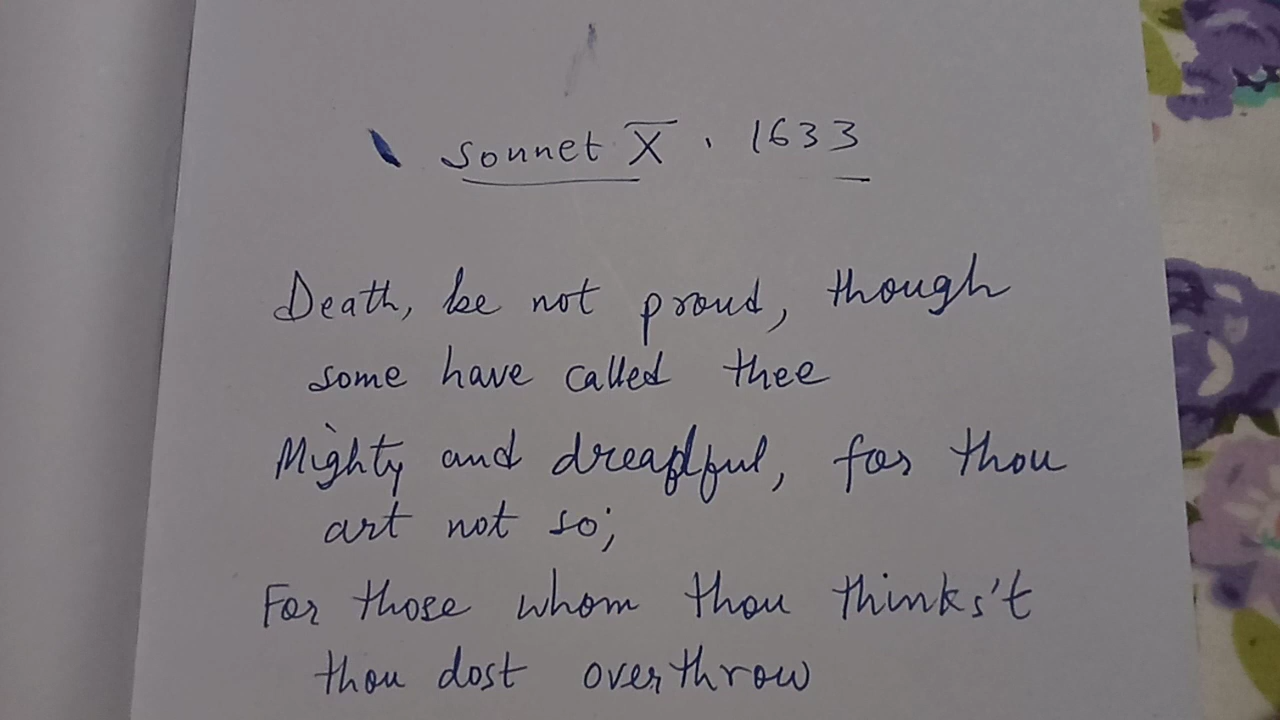 Sonnet X. 1633
Death, be not proud, though
some have called thee
Mighty and dreadful, for thou
art not so;
For those whom thou thinks't
thou dost overthrow